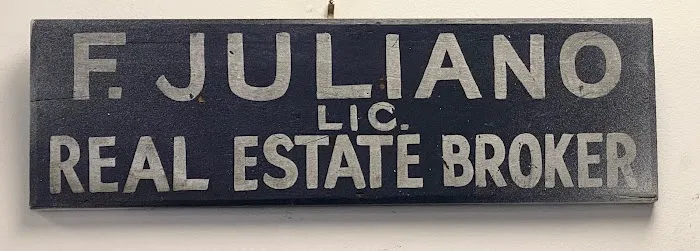 F. JULIANO
LIC.
REAL ESTATE BROKER